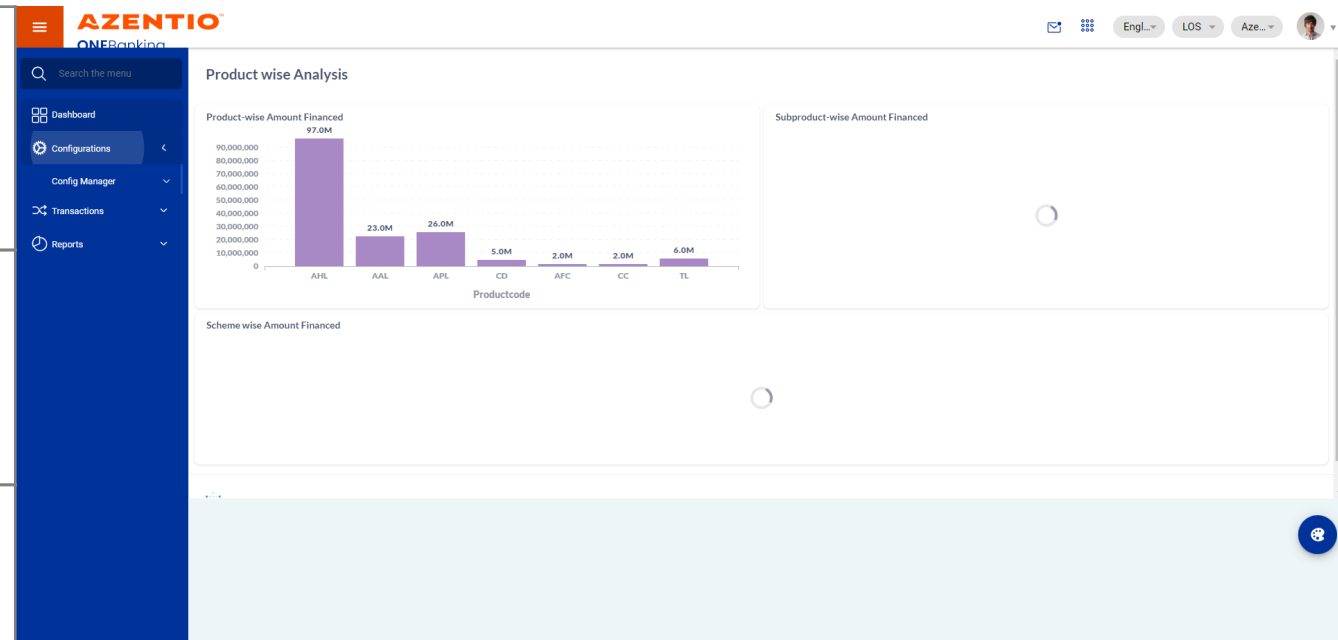 AZENTIO
ONEBanking
Engl...
LOS
Aze...
Search the menu
Dashboard
Configurations
Config Manager
Transactions
Reports
Product wise Analysis
Product-wise Amount Financed
97.0M
90,000,000
80,000,000
70,000,000
60,000,000
50,000,000
40,000,000
30,000,000
20,000,000
10,000,000
0
23.0M
26.0M
5.0M
2.0M
2.0M
6.0M
AHL AAL APL CD AFC CC TL
Productcode
Subproduct-wise Amount Financed
Scheme wise Amount Financed